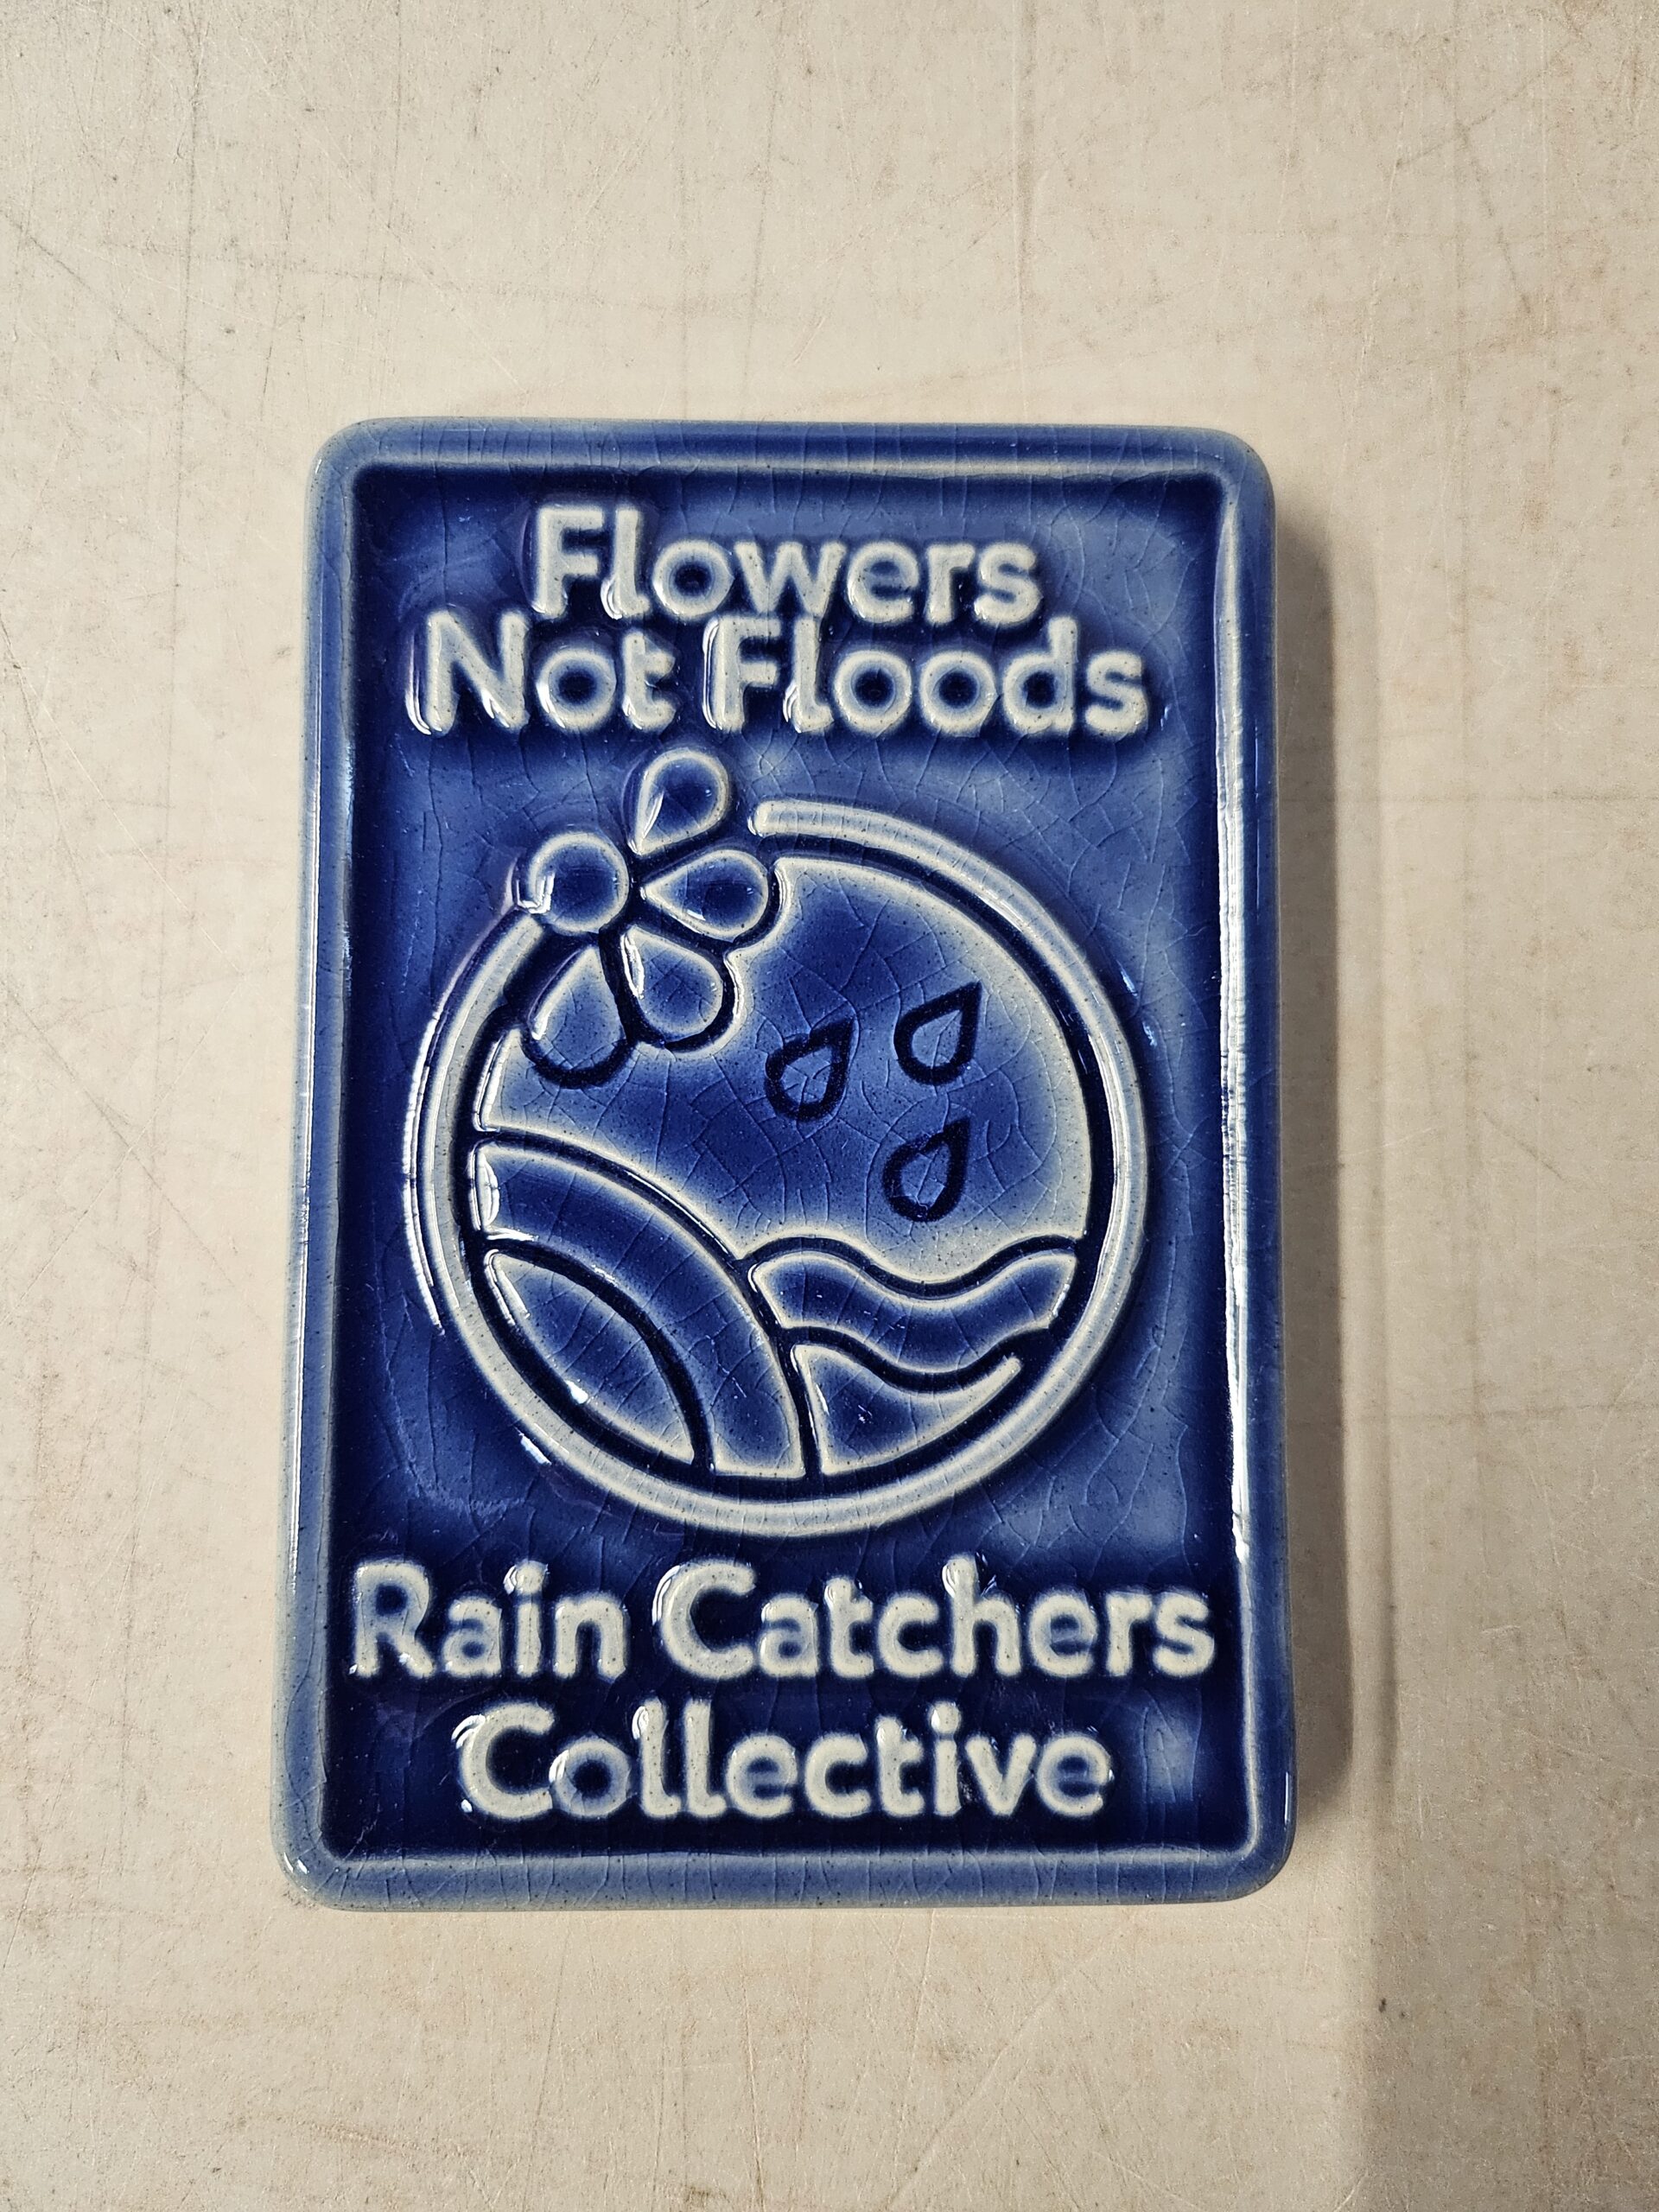 Flowers
Not Floods
Rain Catchers
Collective